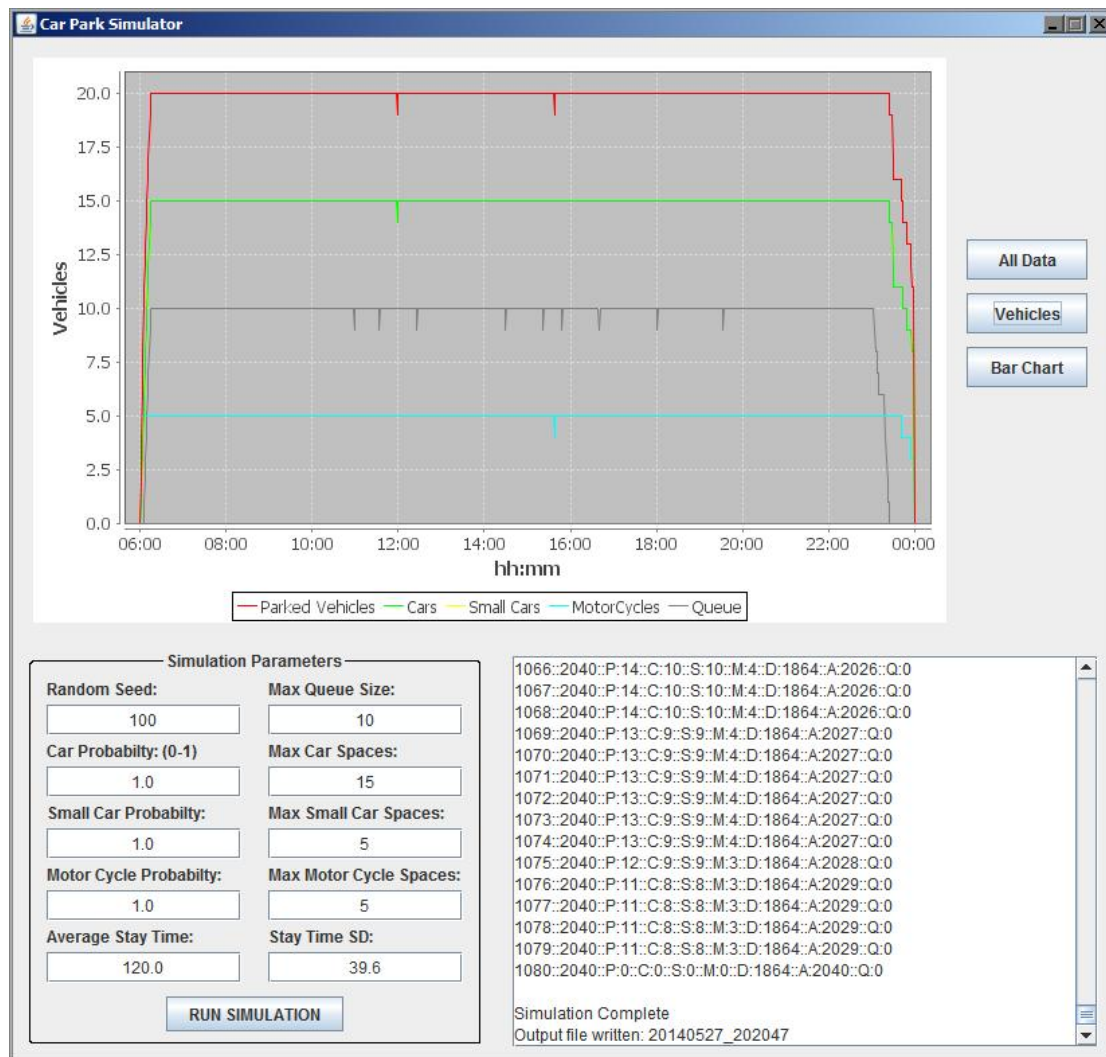 Car Park Simulator
20.0
17.5
15.0
12.5
10.0
7.5
5.0
2.5
0.0
Vehicles
06:00 08:00 10:00 12:00 14:00 16:00 18:00 20:00 22:00 00:00
hh:mm
Parked Vehicles Cars Small Cars MotorCycles Queue
All Data
Vehicles
Bar Chart
Simulation Parameters
Random Seed: Max Queue Size:
100 10
Car Probabilty: (0-1) Max Car Spaces:
1.0 15
Small Car Probabilty: Max Small Car Spaces:
1.0 5
Motor Cycle Probabilty: Max Motor Cycle Spaces:
1.0 5
Average Stay Time: Stay Time SD:
120.0 39.6
RUN SIMULATION
1066::2040::P:14::C:10::S:10::M:4::D:1864::A:2026::Q:0
1067::2040::P:14::C:10::S:10::M:4::D:1864::A:2026::Q:0
1068::2040::P:14::C:10::S:10::M:4::D:1864::A:2026::Q:0
1069::2040::P:13::C:9::S:9::M:4::D:1864::A:2027::Q:0
1070::2040::P:13::C:9::S:9::M:4::D:1864::A:2027::Q:0
1071::2040::P:13::C:9::S:9::M:4::D:1864::A:2027::Q:0
1072::2040::P:13::C:9::S:9::M:4::D:1864::A:2027::Q:0
1073::2040::P:13::C:9::S:9::M:4::D:1864::A:2027::Q:0
1074::2040::P:13::C:9::S:9::M:4::D:1864::A:2027::Q:0
1075::2040::P:12::C:9::S:9::M:3::D:1864::A:2028::Q:0
1076::2040::P:11::C:8::S:8::M:3::D:1864::A:2029::Q:0
1077::2040::P:11::C:8::S:8::M:3::D:1864::A:2029::Q:0
1078::2040::P:11::C:8::S:8::M:3::D:1864::A:2029::Q:0
1079::2040::P:11::C:8::S:8::M:3::D:1864::A:2029::Q:0
1080::2040::P:0::C:0::S:0::M:0::D:1864::A:2040::Q:0
Simulation Complete
Output file written: 20140527_202047